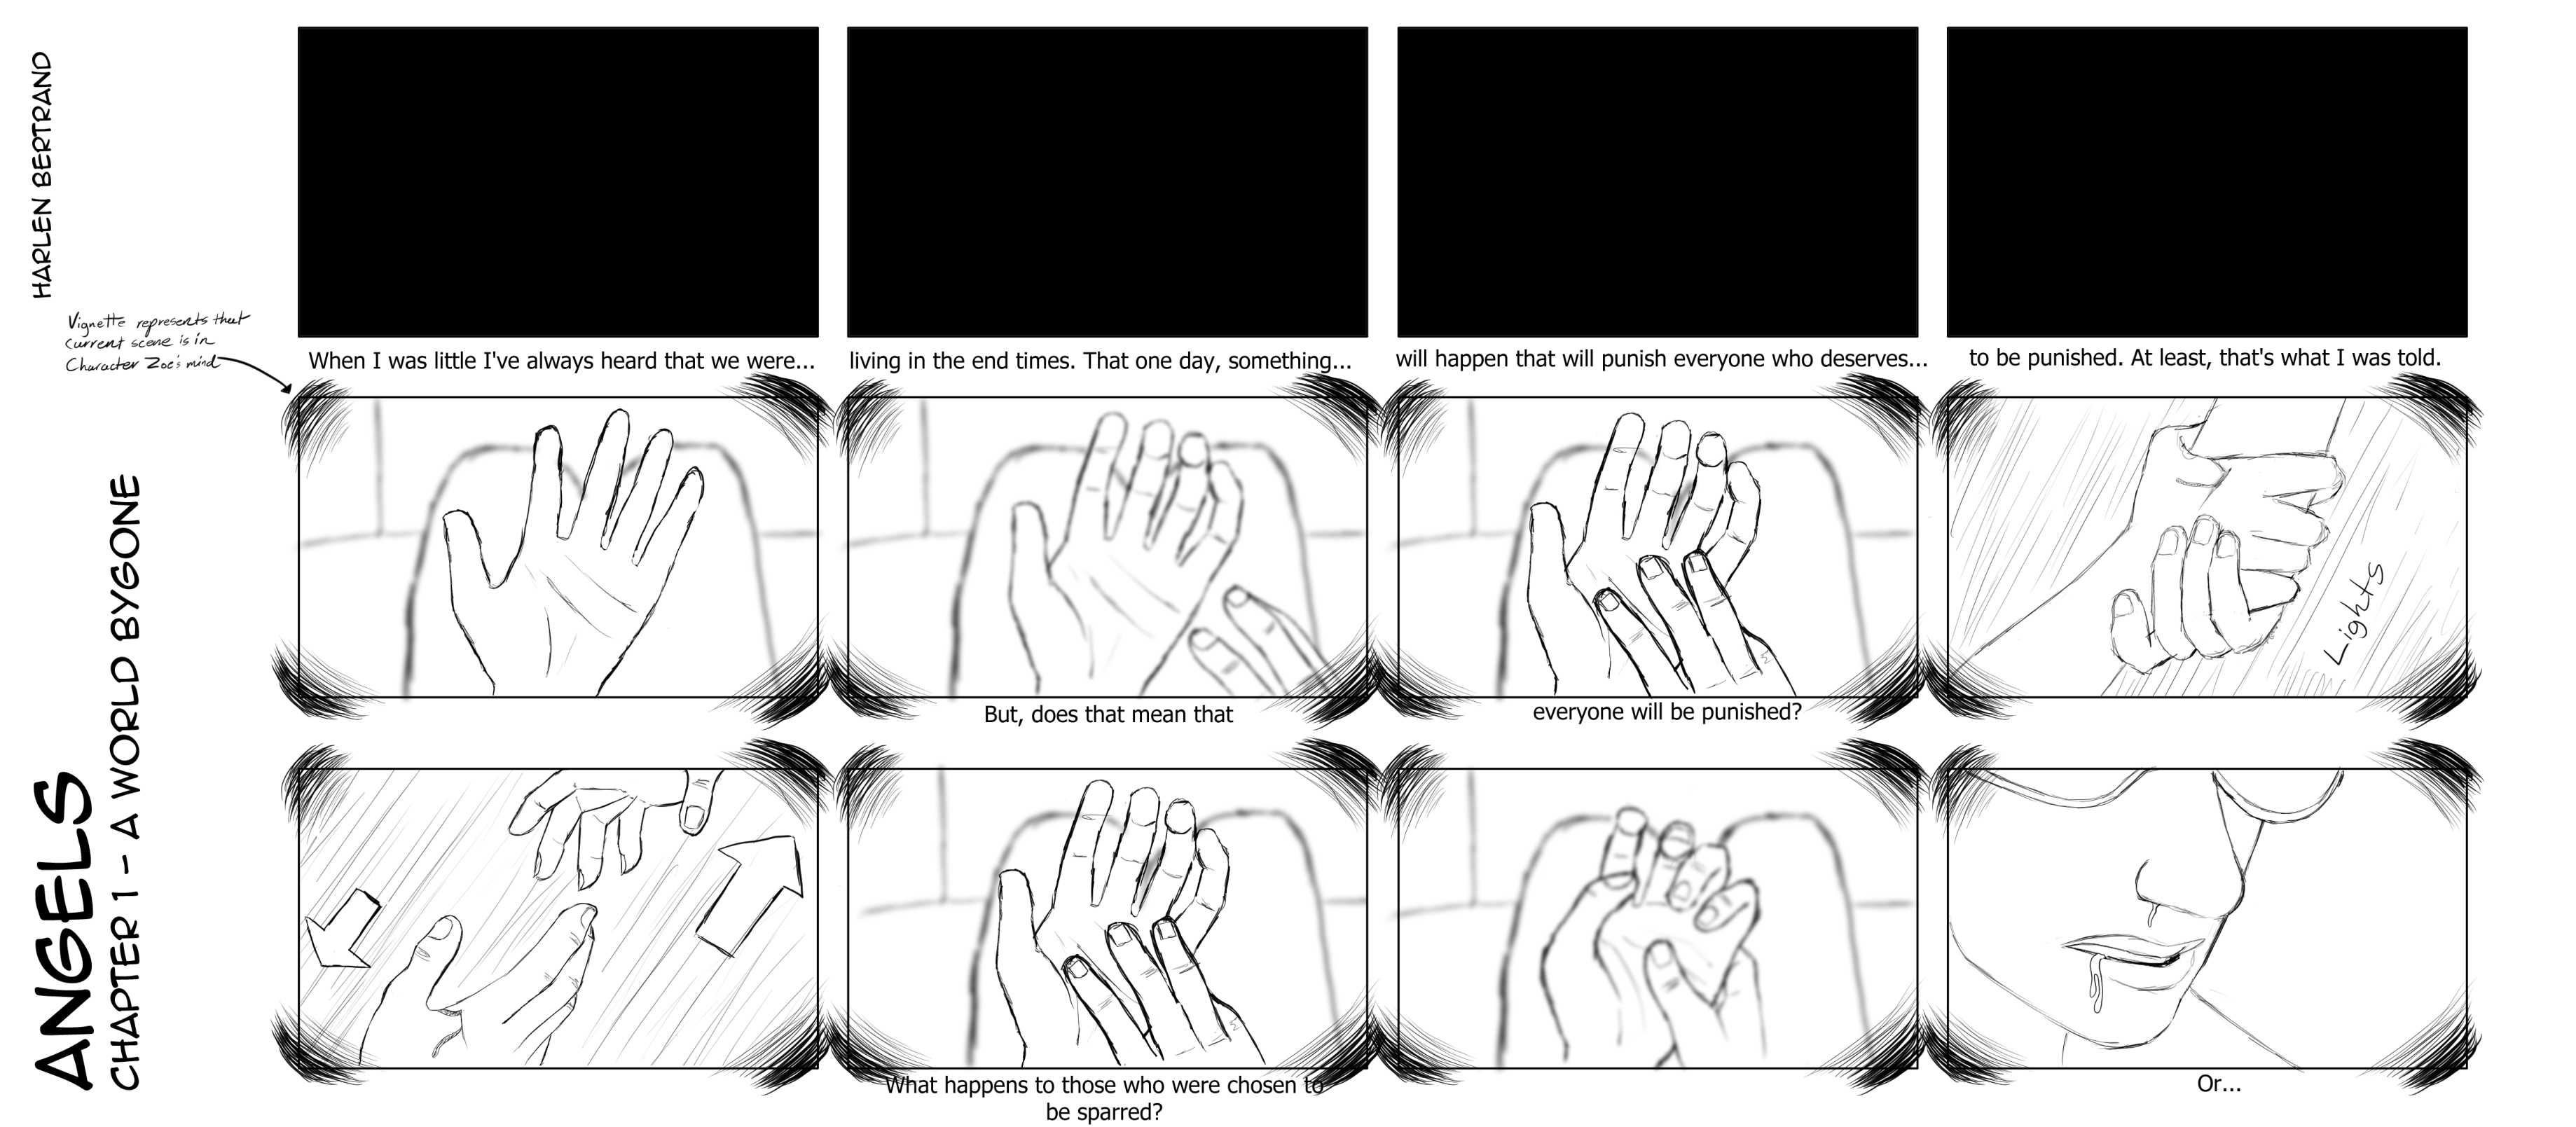 HARLEN BERTRAND
ANGELS
CHAPTER 1 - A WORLD BYGONE
When I was little I've always heard that we were...
living in the end times. That one day, something...
will happen that will punish everyone who deserves...
to be punished. At least, that's what I was told.
Vignette represents that
current scene is in
Character Zoe's mind
But, does that mean that
everyone will be punished?
Lights
What happens to those who were chosen to
be sparred?
Or...